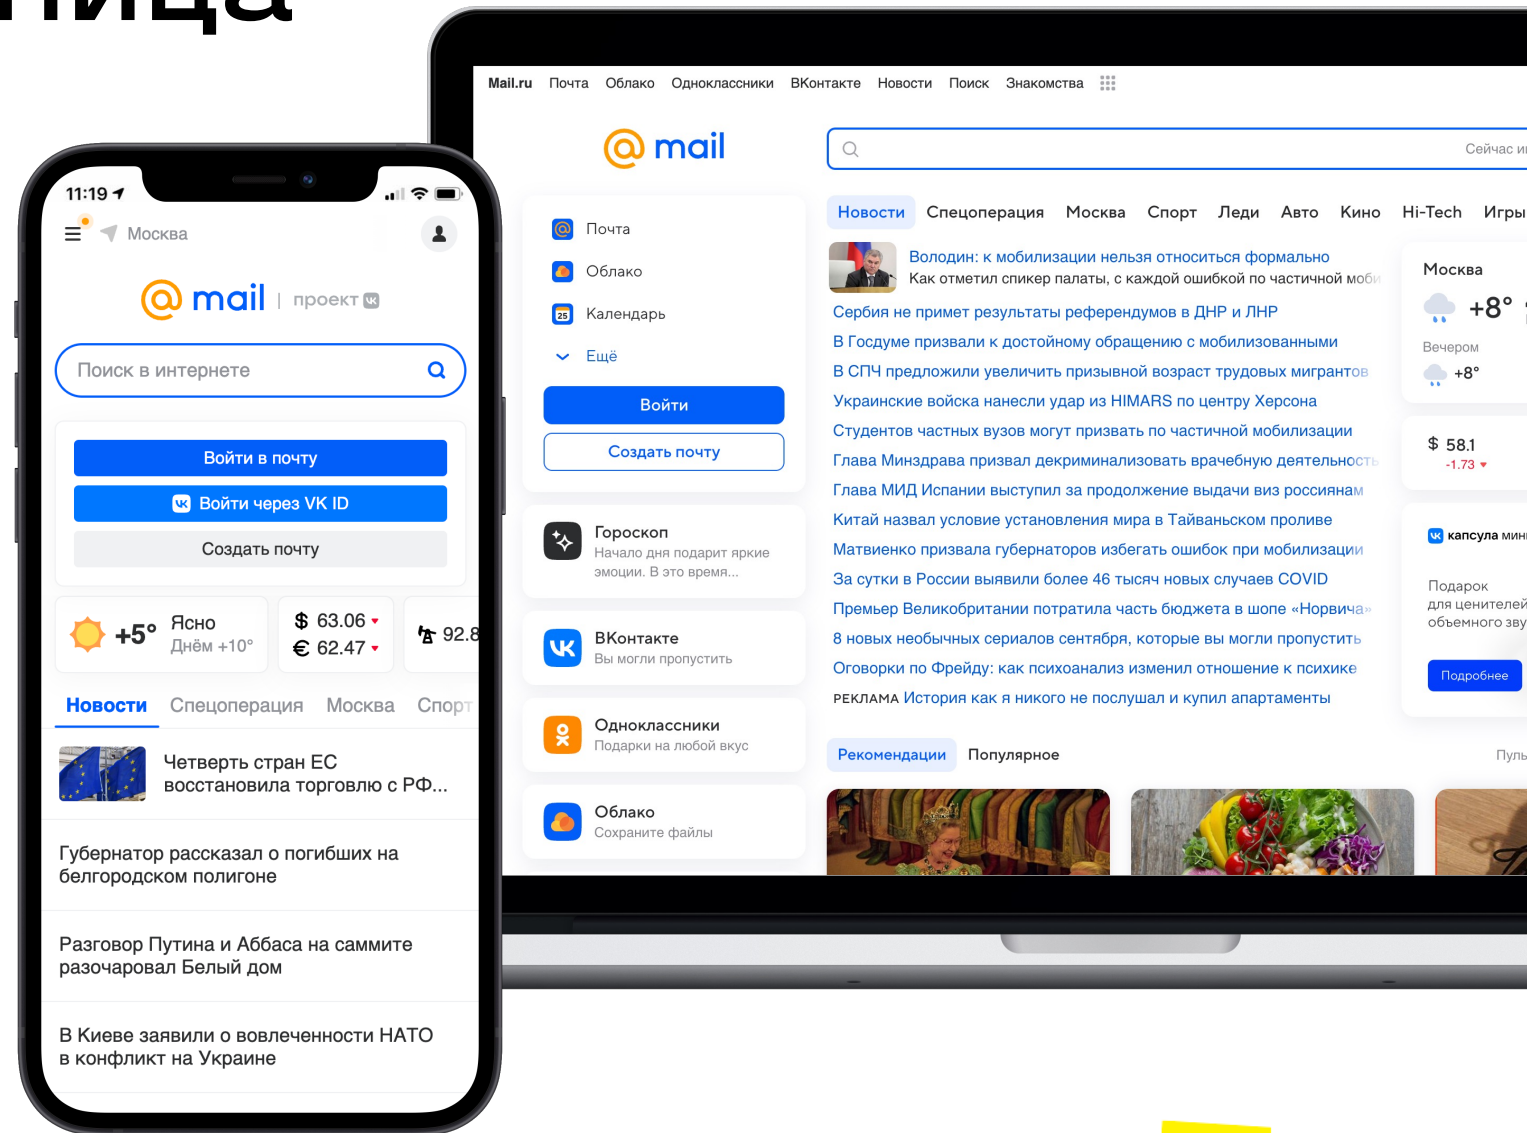 Mail.ru Почта Облако Одноклассники ВКонтакте Новости Поиск Знакомства
@ mail
Сейчас
Почта
Облако
25 Календарь
Ещё
Войти
Создать почту
Гороскоп
Начало дня подарит яркие
эмоции. В это время...
ВКонтакте
Вы могли пропустить
Одноклассники
Подарки на любой вкус
Облако
Сохраните файлы
Новости Спецоперация Москва Спорт Леди Авто Кино Hi-Tech Игры
Володин: к мобилизации нельзя относиться формально
Как отметил спикер палаты, с каждой ошибкой по частичной моби
Сербия не примет результаты референдумов в ДНР и ЛНР
В Госдуме призвали к достойному обращению с мобилизованными
В СПЧ предложили увеличить призывной возраст трудовых мигрантов
Украинские войска нанесли удар из HIMARS по центру Херсона
Студентов частных вузов могут призвать по частичной мобилизации
Глава Минздрава призвал декриминализовать врачебную деятельность
Глава МИД Испании выступил за продолжение выдачи виз россиянам
Китай назвал условие установления мира в Тайваньском проливе
Матвиенко призвала губернаторов избегать ошибок при мобилизации
За сутки в России выявили более 46 тысяч новых случаев COVID
Премьер Великобритании потратила часть бюджета в шопе «Норвича»
8 новых необычных сериалов сентября, которые вы могли пропустить
Оговорки по Фрейду: как психоанализ изменил отношение к психике
РЕКЛАМА История как я никого не послушал и купил апартаменты
Рекомендации Популярное
Москва
+8°
Вечером
+8°
$ 58.1
-1.73
капсула мин
Подарок
для ценителей
объемного зву
Подробнее
Пуль
11:19
Москва
@ mail | проект
Поиск в интернете
Войти в почту
Войти через VK ID
Создать почту
+5° Ясно
Днём +10°
$ 63.06
€ 62.47
92.8
Новости Спецоперация Москва Спорт
Четверть стран ЕС
восстановила торговлю с РФ...
Губернатор рассказал о погибших на
белгородском полигоне
Разговор Путина и Аббаса на саммите
разочаровал Белый дом
В Киеве заявили о вовлеченности НАТО
в конфликт на Украине